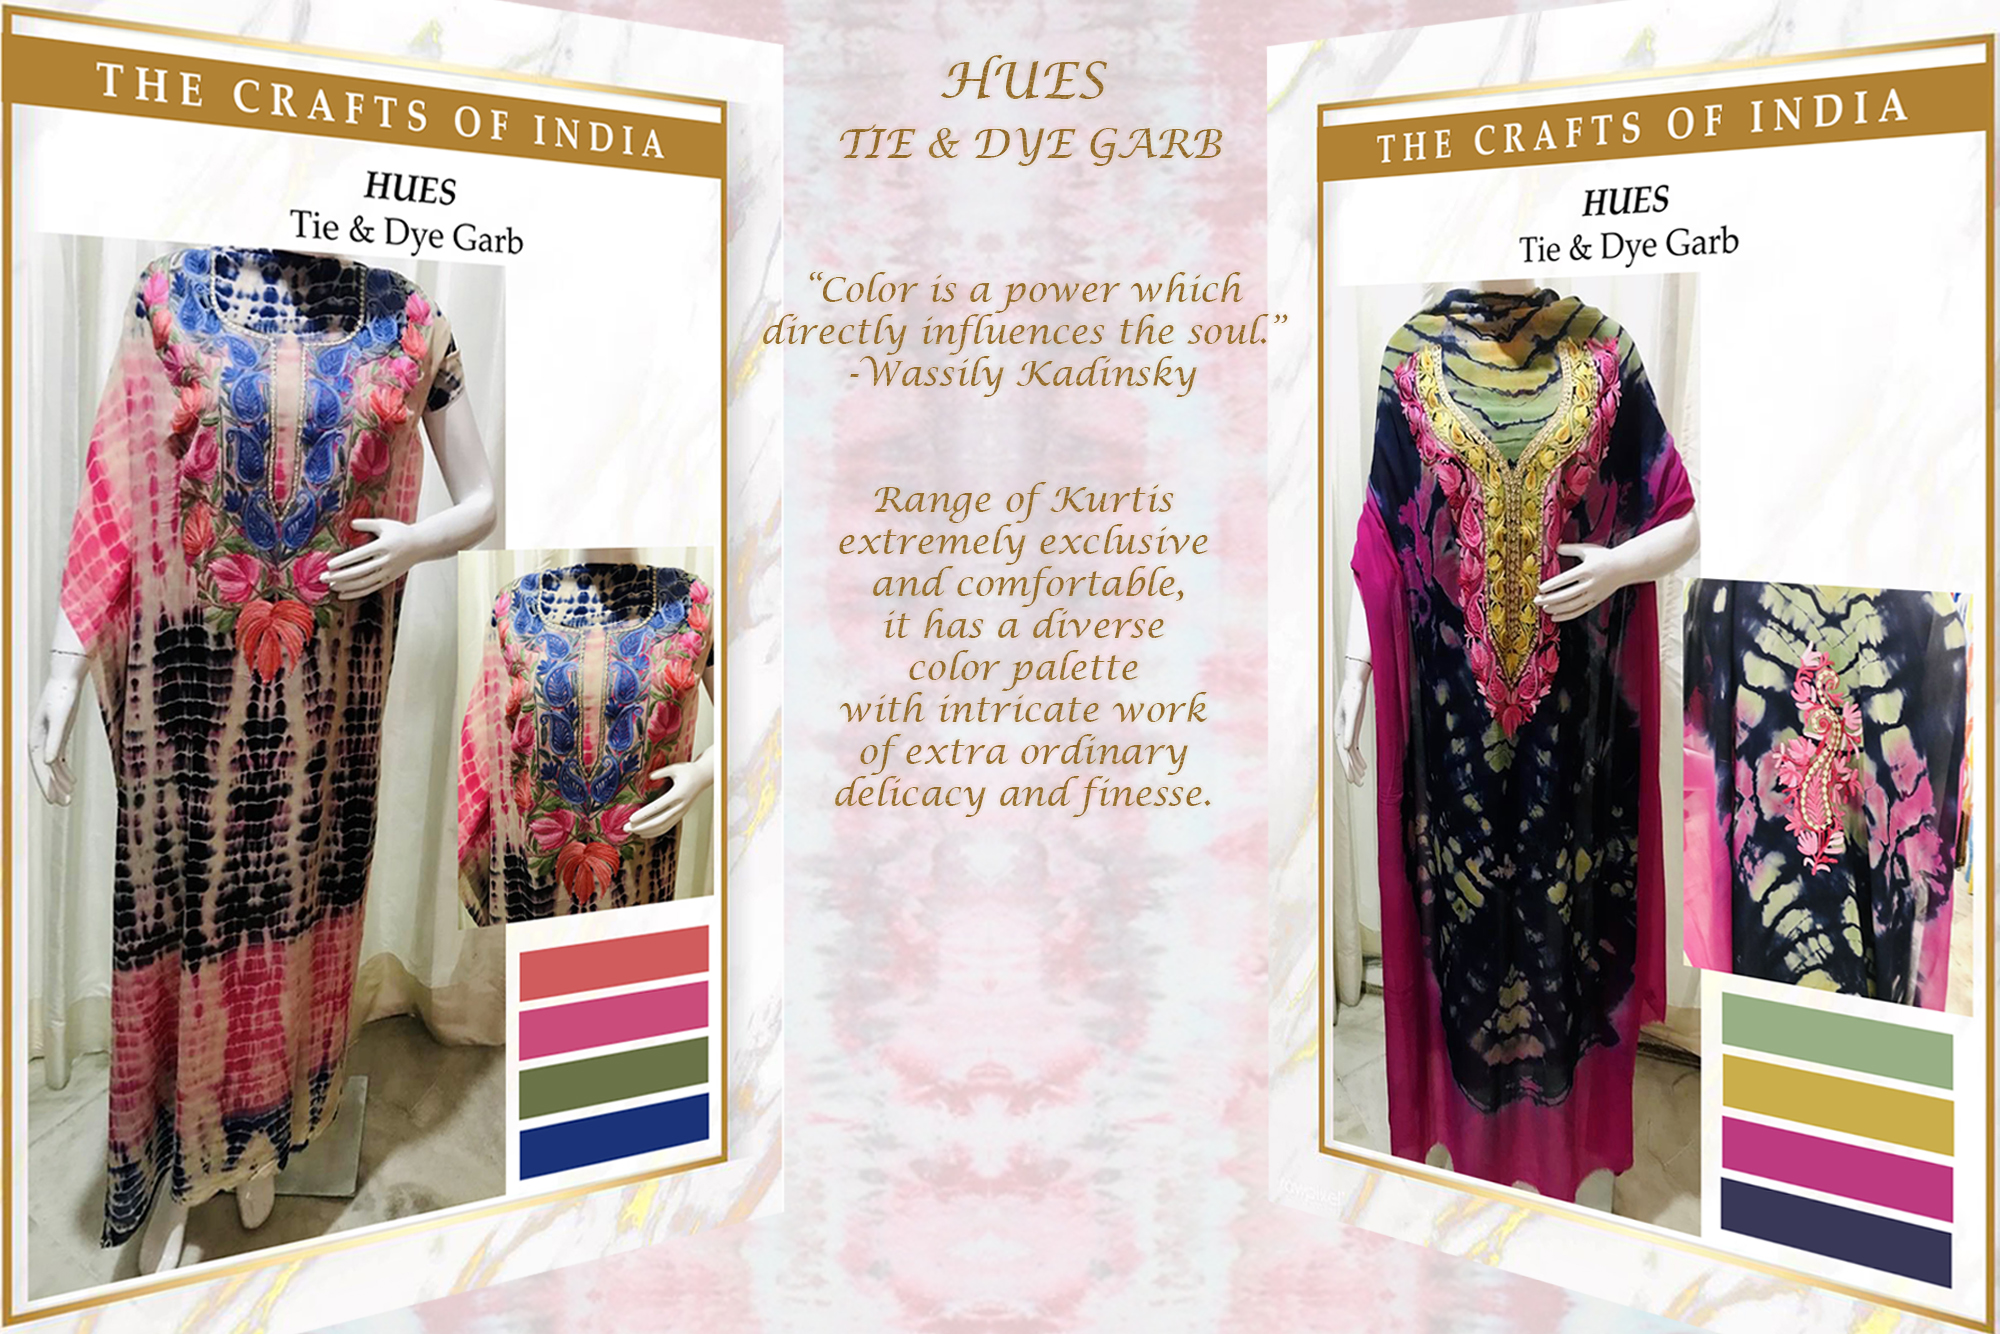 THE CRAFTS OF INDIA
HUES
Tie & Dye Garb
HUES
TIE & DYE GARB
“Color is a power which
directly influences the soul.”
-Wassily Kadinsky
Range of Kurtis
extremely exclusive
and comfortable,
it has a diverse
color palette
with intricate work
of extra ordinary
delicacy and finesse.
THE CRAFTS OF INDIA
HUES
Tie & Dye Garb